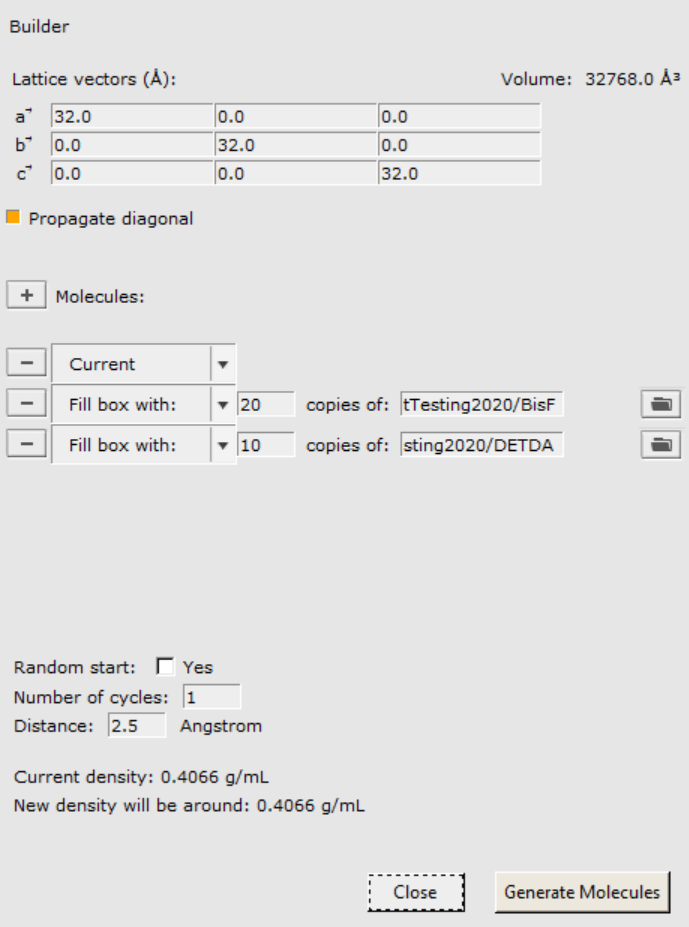 Builder
Lattice vectors (Å): Volume: 32768.0 Å³
a⃗ 32.0 0.0 0.0
b⃗ 0.0 32.0 0.0
c⃗ 0.0 0.0 32.0
Propagate diagonal
+ Molecules:
− Current
− Fill box with: 20 copies of: tTesting2020/BisF
− Fill box with: 10 copies of: sting2020/DETDA
Random start: Yes
Number of cycles: 1
Distance: 2.5 Angstrom
Current density: 0.4066 g/mL
New density will be around: 0.4066 g/mL
Close Generate Molecules